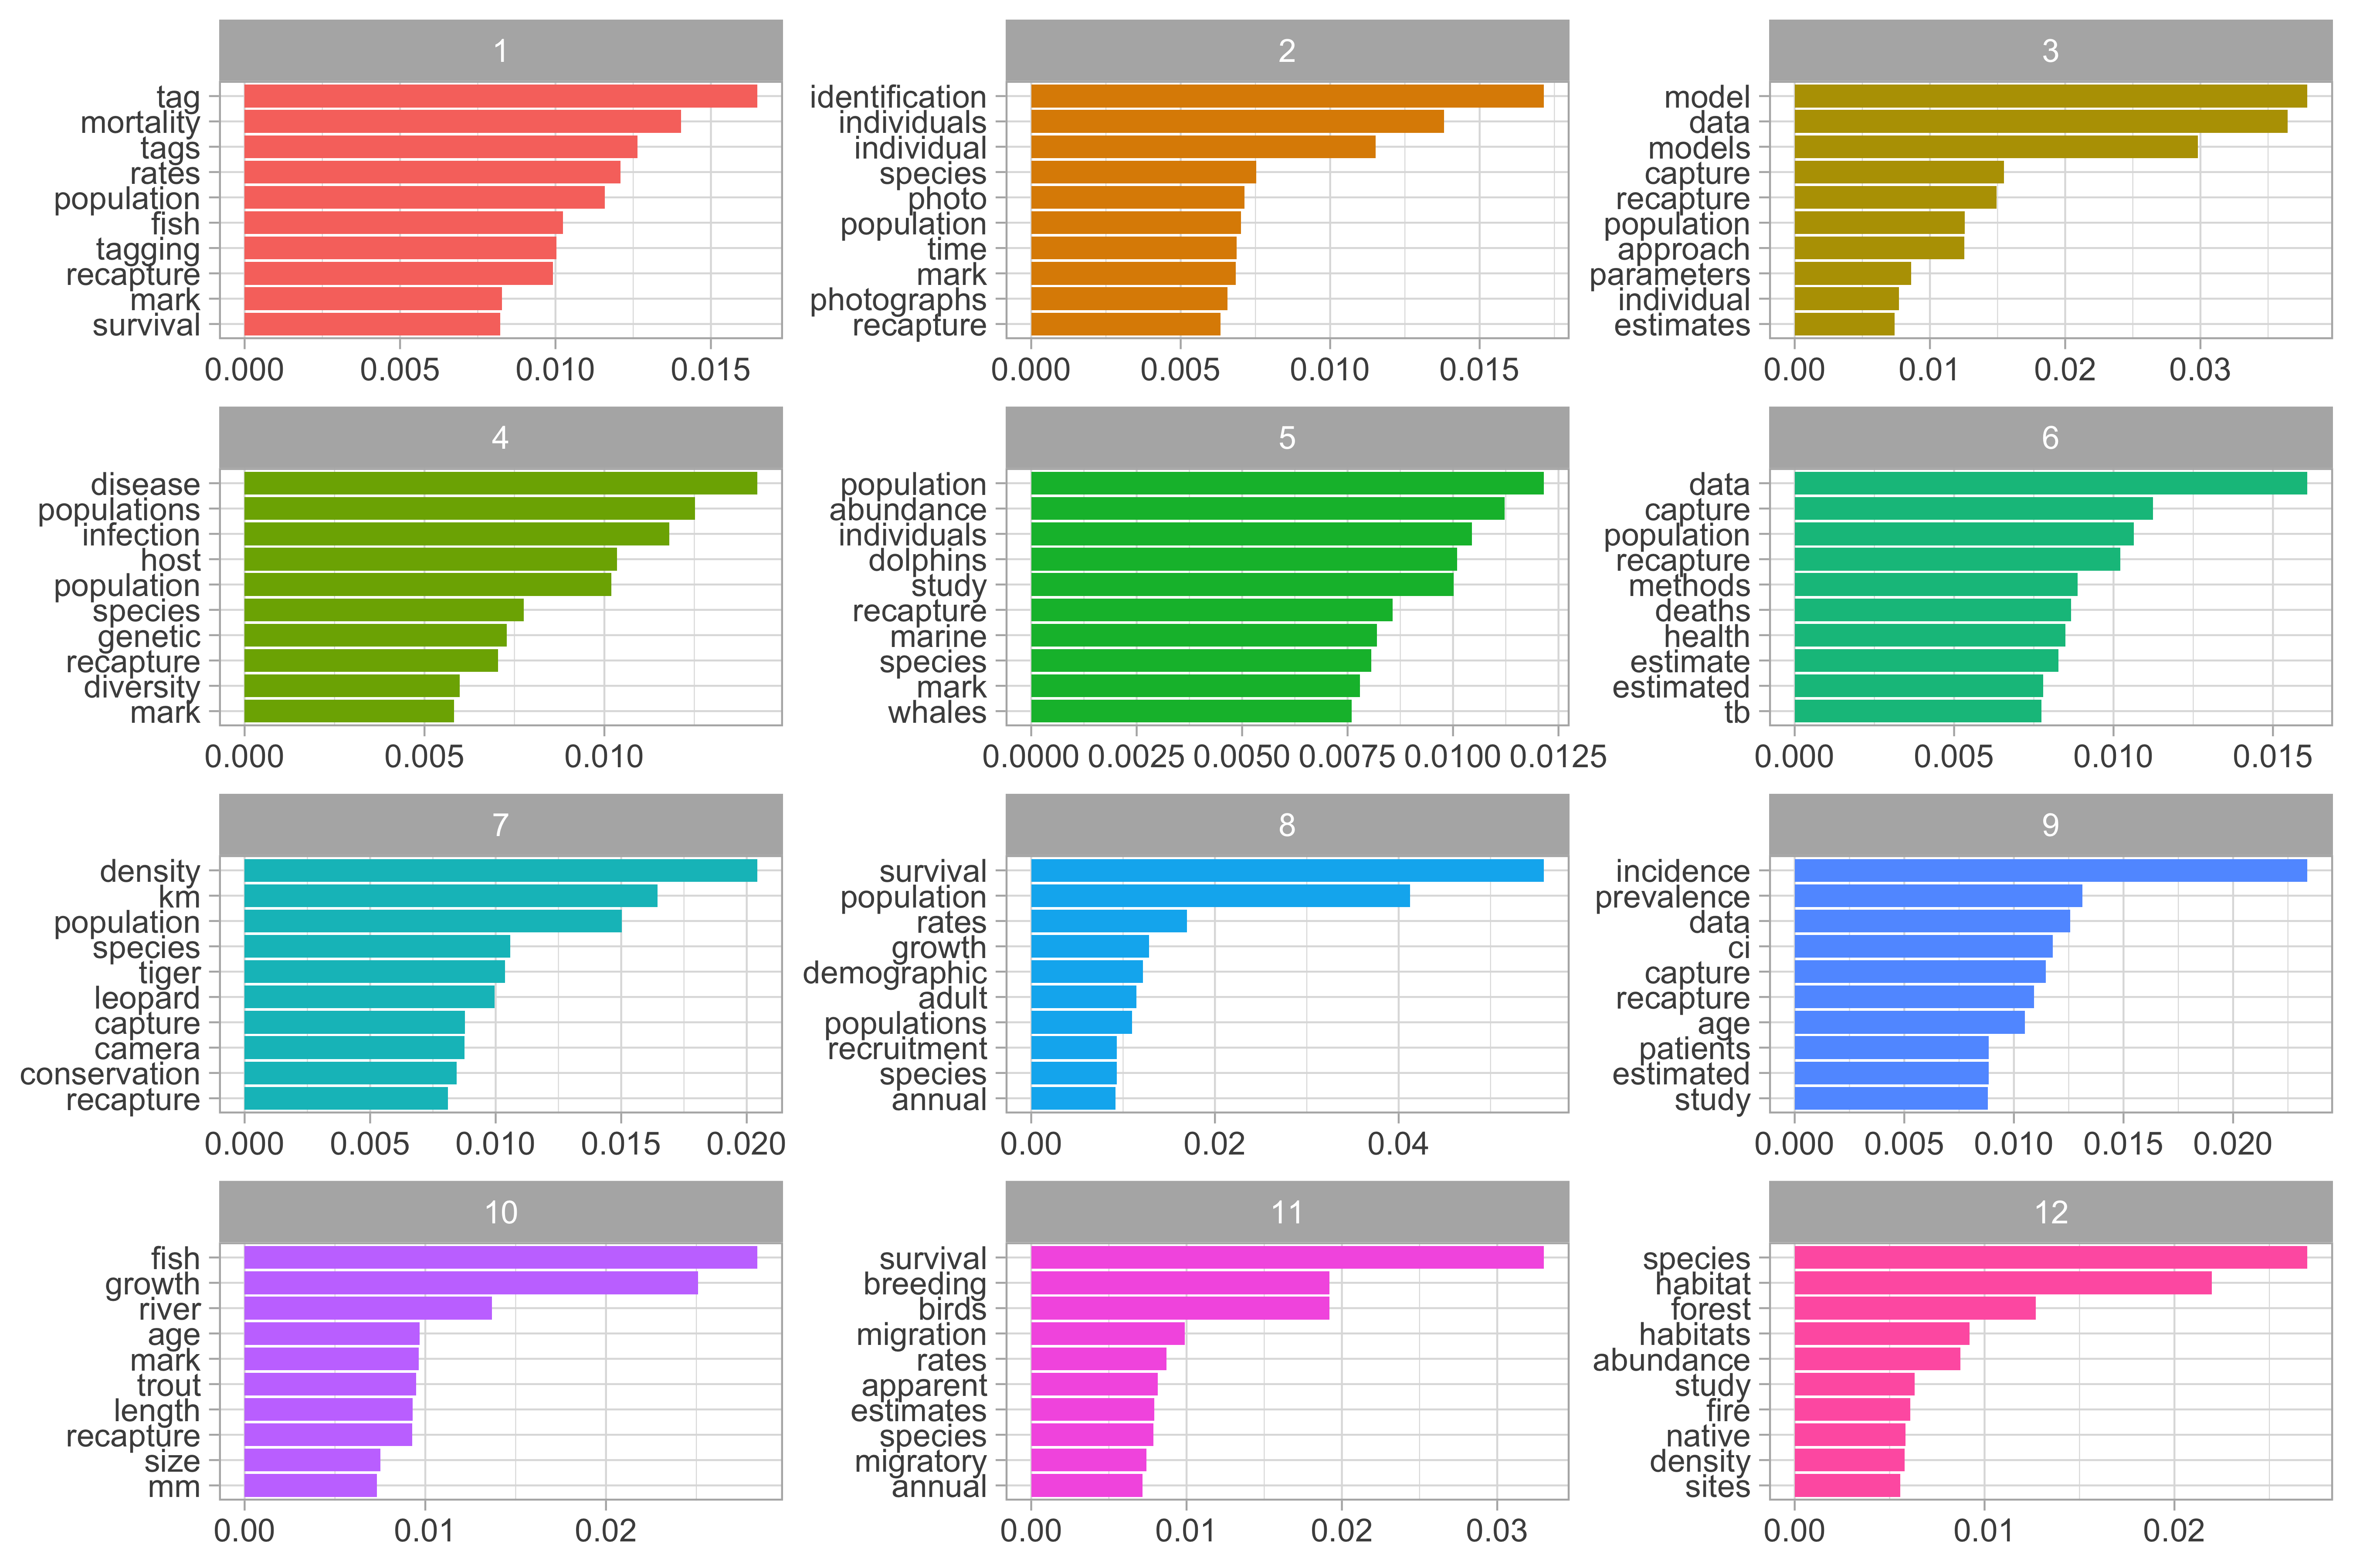 1
tag
mortality
tags
rates
population
fish
tagging
recapture
mark
survival
0.000 0.005 0.010 0.015
2
identification
individuals
individual
species
photo
population
time
mark
photographs
recapture
0.000 0.005 0.010 0.015
3
model
data
models
capture
recapture
population
approach
parameters
individual
estimates
0.00 0.01 0.02 0.03
4
disease
populations
infection
host
population
species
genetic
recapture
diversity
mark
0.000 0.005 0.010
5
population
abundance
individuals
dolphins
study
recapture
marine
species
mark
whales
0.0000 0.0025 0.0050 0.0075 0.0100 0.0125
6
data
capture
population
recapture
methods
deaths
health
estimate
estimated
tb
0.000 0.005 0.010 0.015
7
density
km
population
species
tiger
leopard
capture
camera
conservation
recapture
0.000 0.005 0.010 0.015 0.020
8
survival
population
rates
growth
demographic
adult
populations
recruitment
species
annual
0.00 0.02 0.04
9
incidence
prevalence
data
ci
capture
recapture
age
patients
estimated
study
0.000 0.005 0.010 0.015 0.020
10
fish
growth
river
age
mark
trout
length
recapture
size
mm
0.00 0.01 0.02
11
survival
breeding
birds
migration
rates
apparent
estimates
species
migratory
annual
0.00 0.01 0.02 0.03
12
species
habitat
forest
habitats
abundance
study
fire
native
density
sites
0.00 0.01 0.02